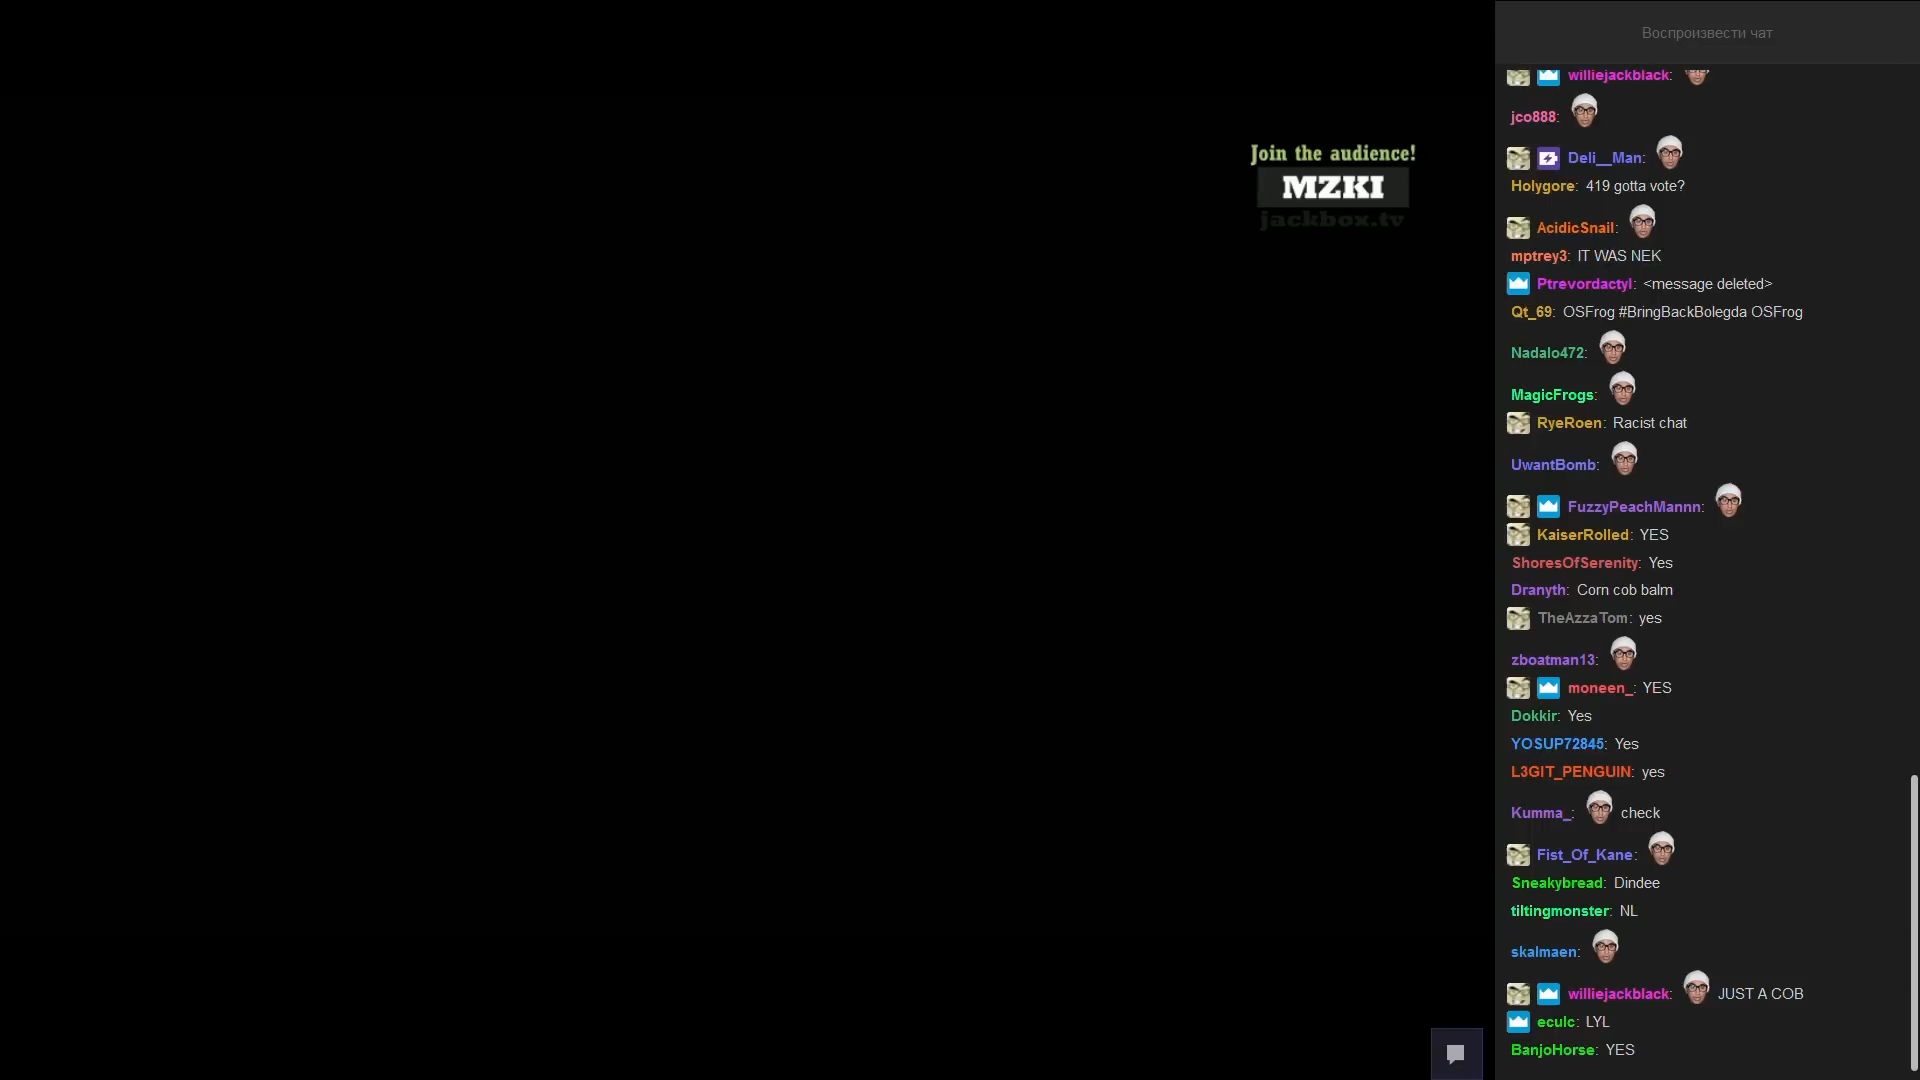 Join the audience!
MZKI
jackbox.tv
Воспроизвести чат
williejackblack:
jco888:
Deli__Man:
Holygore: 419 gotta vote?
AcidicSnail:
mptrey3: IT WAS NEK
Ptrevordactyl: <message deleted>
Qt_69: OSFrog #BringBackBolegda OSFrog
Nadalo472:
MagicFrogs:
RyeRoen: Racist chat
UwantBomb:
FuzzyPeachMannn:
KaiserRolled: YES
ShoresOfSerenity: Yes
Dranyth: Corn cob balm
TheAzzaTom: yes
zboatman13:
moneen_: YES
Dokkir: Yes
YOSUP72845: Yes
L3GIT_PENGUIN: yes
Kumma_: check
Fist_Of_Kane:
Sneakybread: Dindee
tiltingmonster: NL
skalmaen:
williejackblack: JUST A COB
eculc: LYL
BanjoHorse: YES